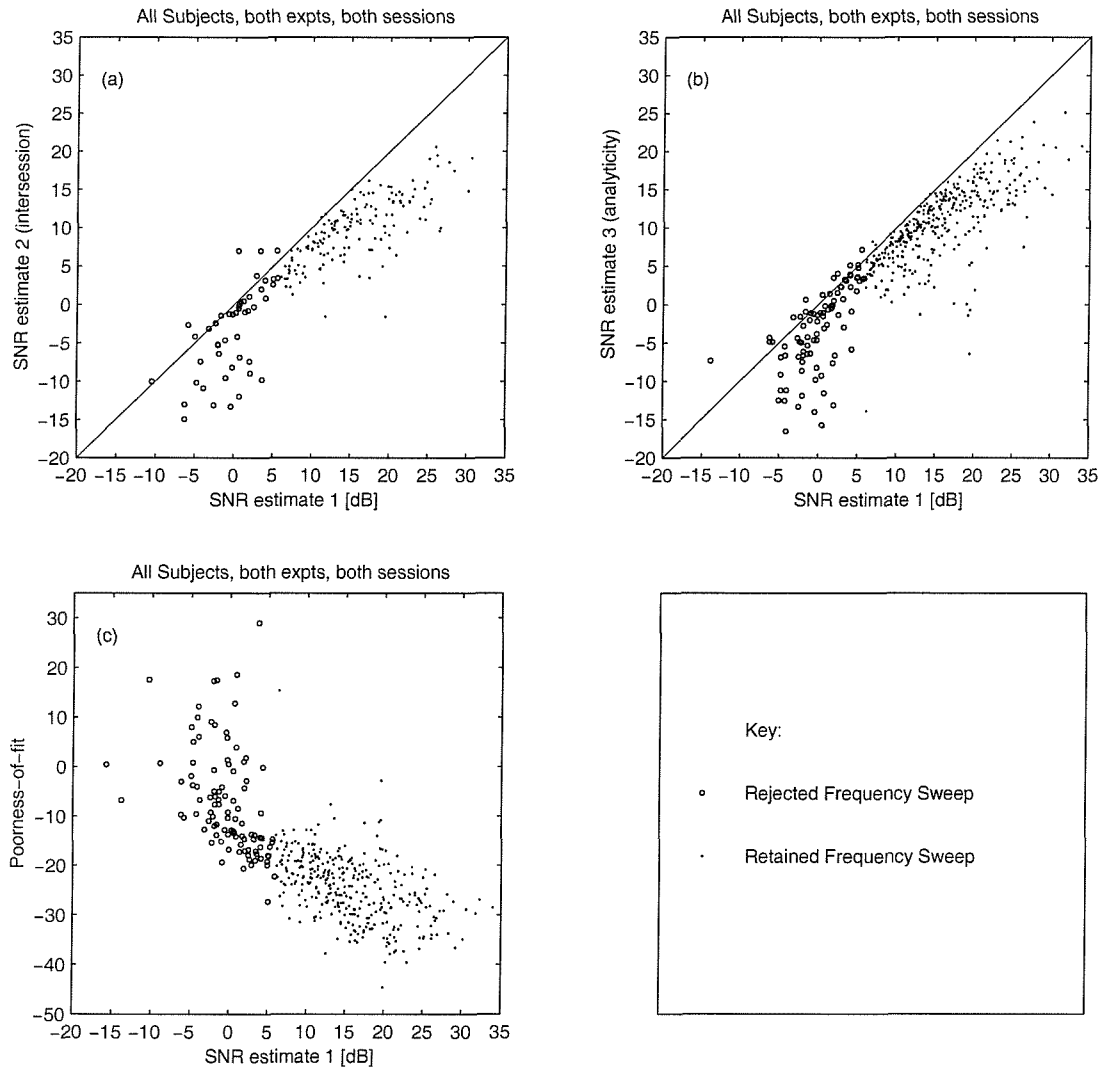 All Subjects, both expts, both sessions
(a)
SNR estimate 2 (intersession)
35
30
25
20
15
10
5
0
−5
−10
−15
−20
−20 −15 −10 −5 0 5 10 15 20 25 30 35
SNR estimate 1 [dB]
All Subjects, both expts, both sessions
(b)
SNR estimate 3 (analyticity)
35
30
25
20
15
10
5
0
−5
−10
−15
−20
−20 −15 −10 −5 0 5 10 15 20 25 30 35
SNR estimate 1 [dB]
All Subjects, both expts, both sessions
(c)
Poorness−of−fit
30
20
10
0
−10
−20
−30
−40
−50
−20 −15 −10 −5 0 5 10 15 20 25 30 35
SNR estimate 1 [dB]
Key:
Rejected Frequency Sweep
Retained Frequency Sweep